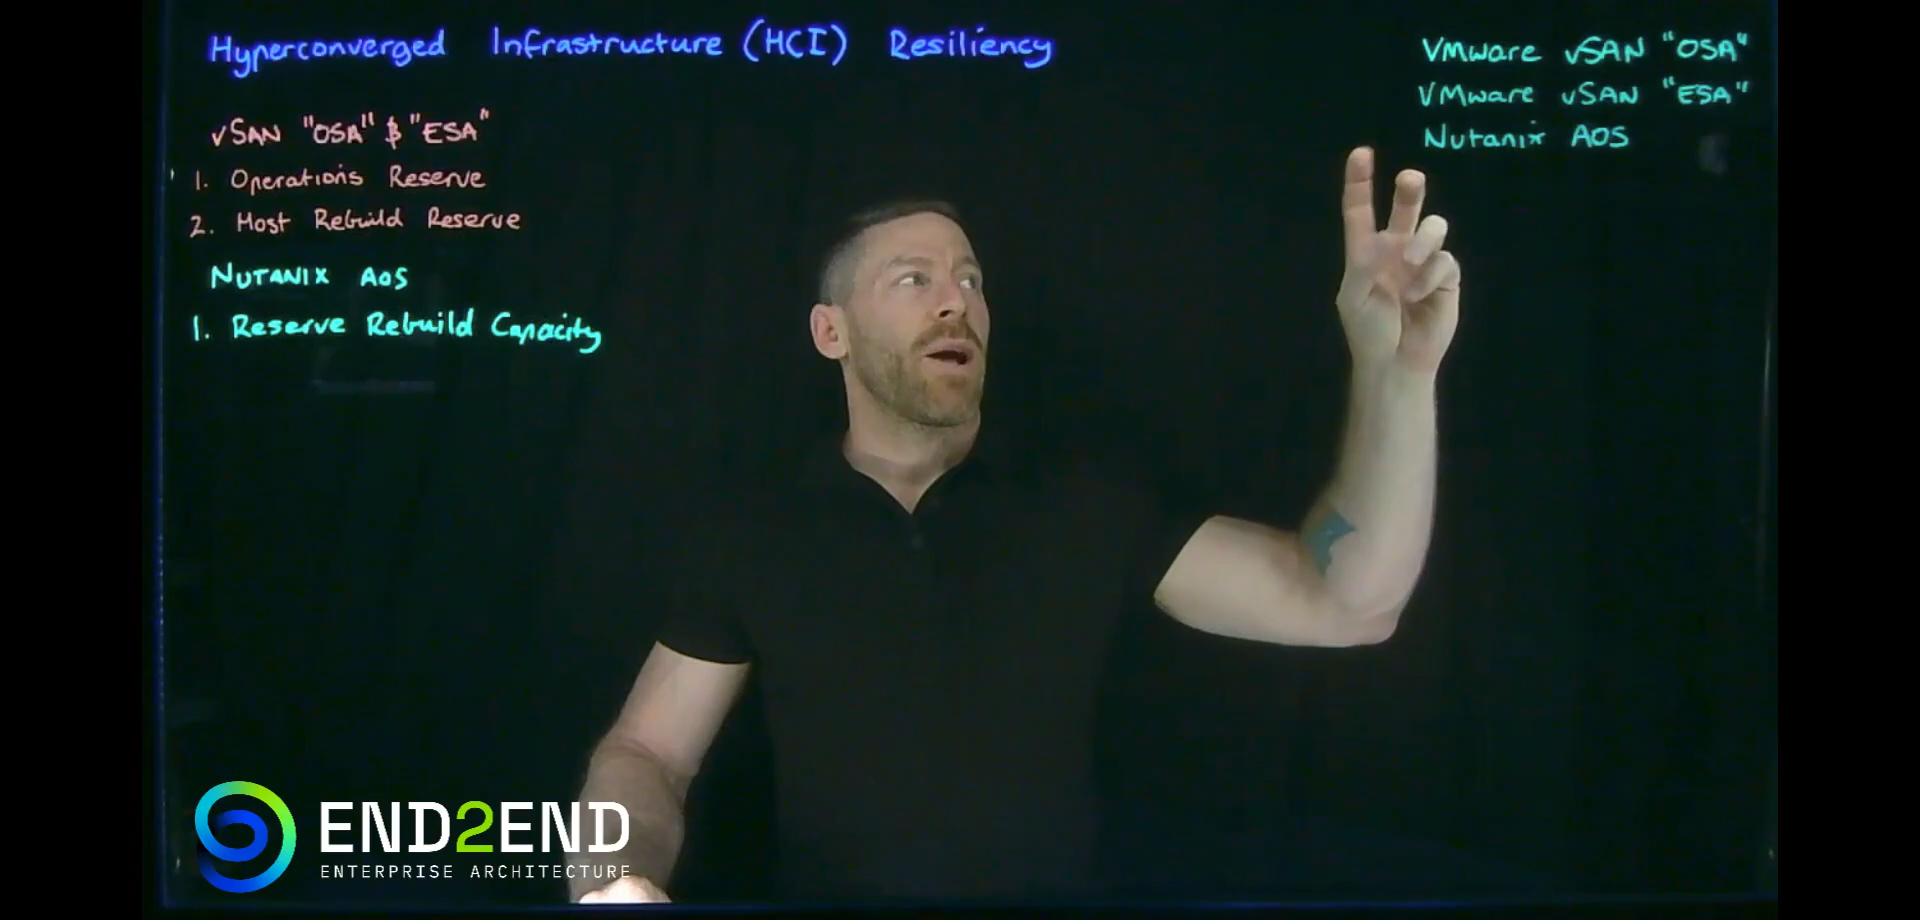 Hyperconverged Infrastructure (HCI) Resiliency
vSAN "OSA" & "ESA"
1. Operations Reserve
2. Host Rebuild Reserve
NUTANIX AOS
1. Reserve Rebuild Capacity
VMware vSAN "OSA"
VMware vSAN "ESA"
Nutanix AOS
END2END
ENTERPRISE ARCHITECTURE